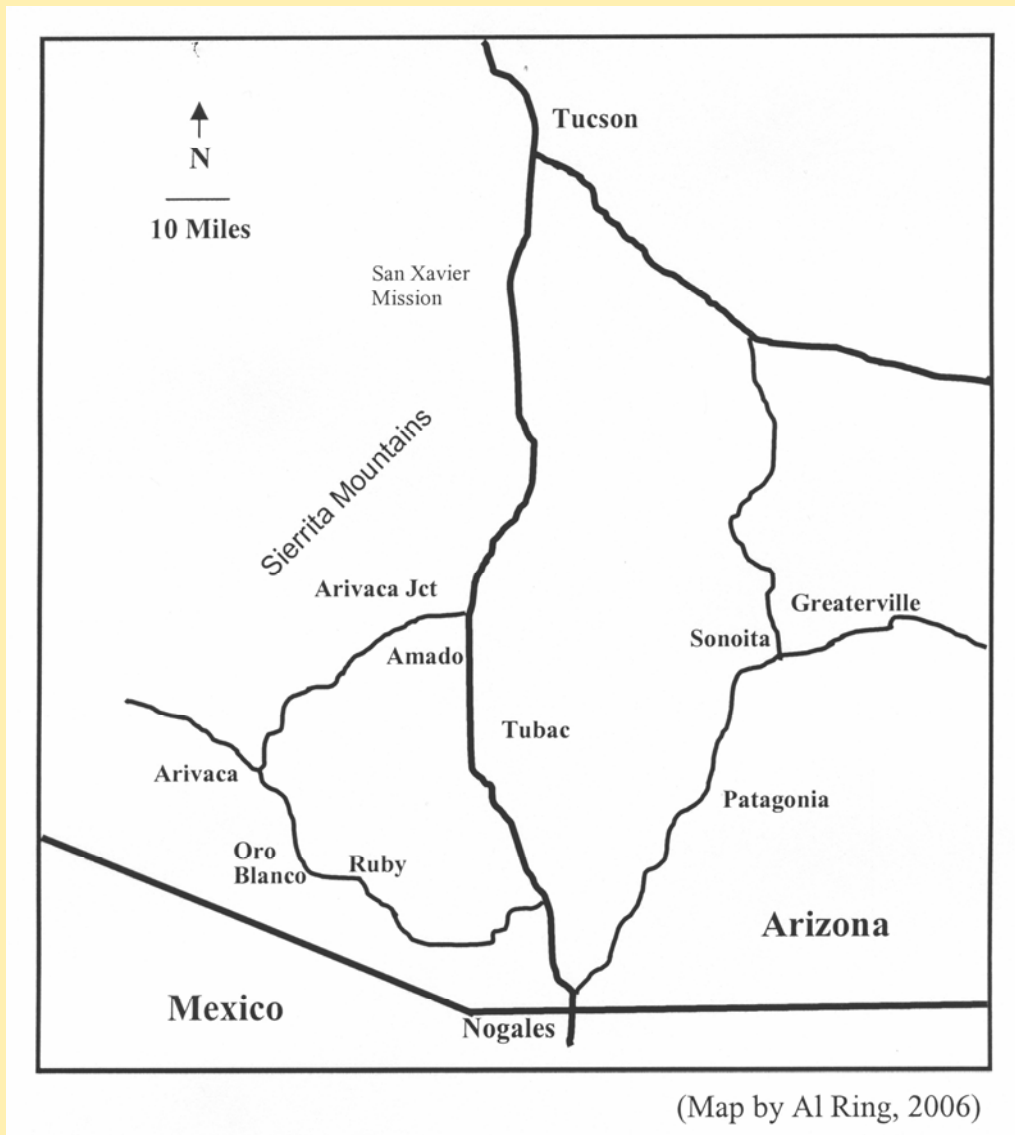 Tucson
N
10 Miles
San Xavier
Mission
Sierrita Mountains
Arivaca Jct
Greaterville
Sonoita
Amado
Tubac
Arivaca
Patagonia
Oro
Blanco
Ruby
Arizona
Mexico
Nogales
(Map by Al Ring, 2006)